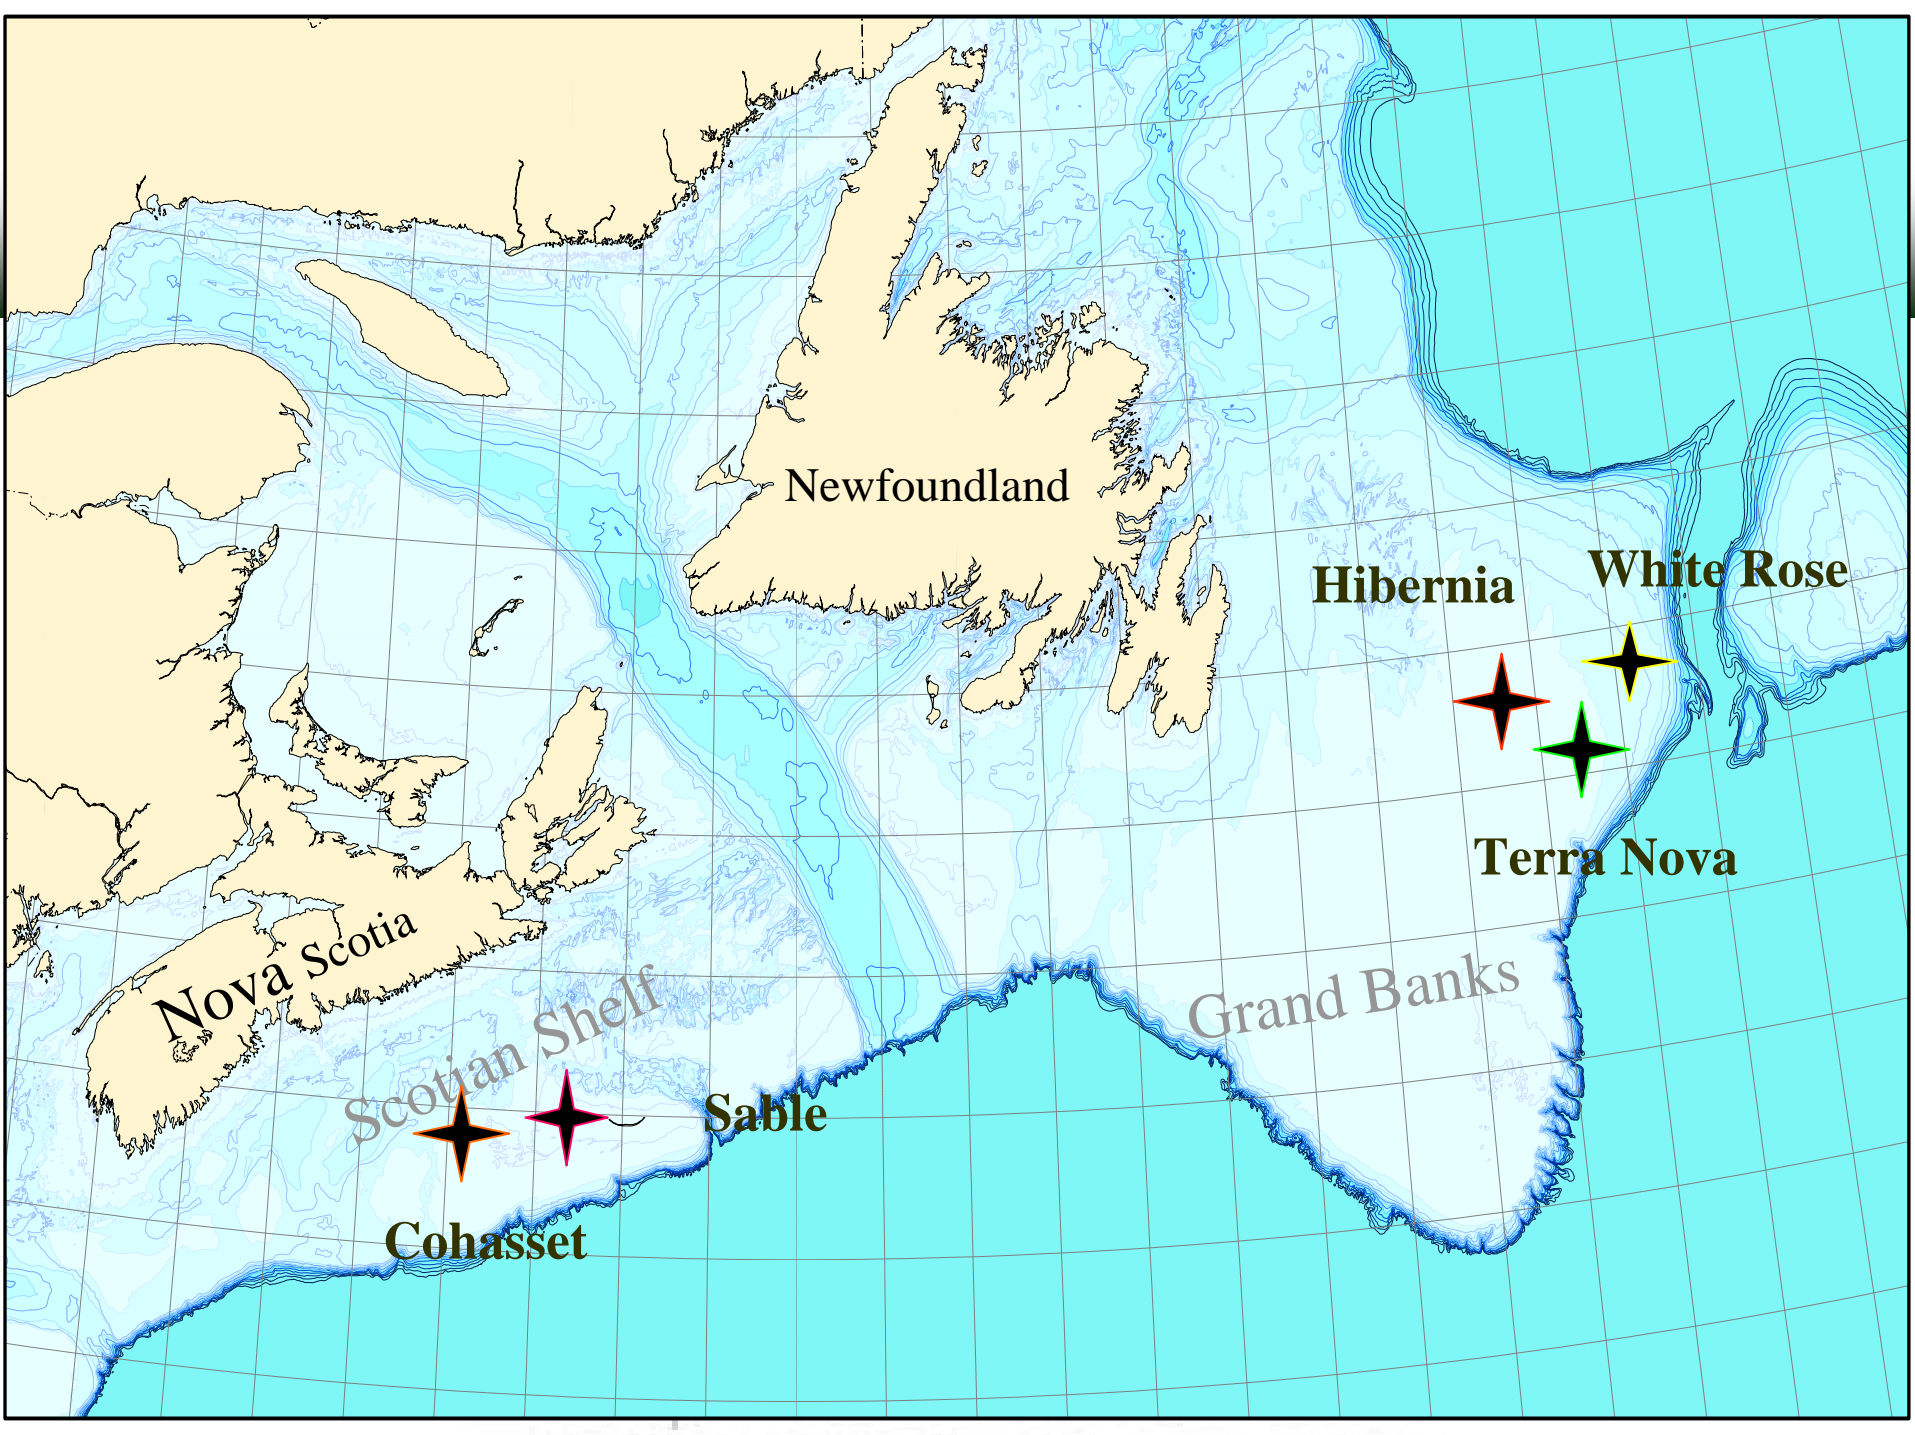 Newfoundland
White Rose
Hibernia
Terra Nova
Nova Scotia
Scotian Shelf
Grand Banks
Sable
Cohasset